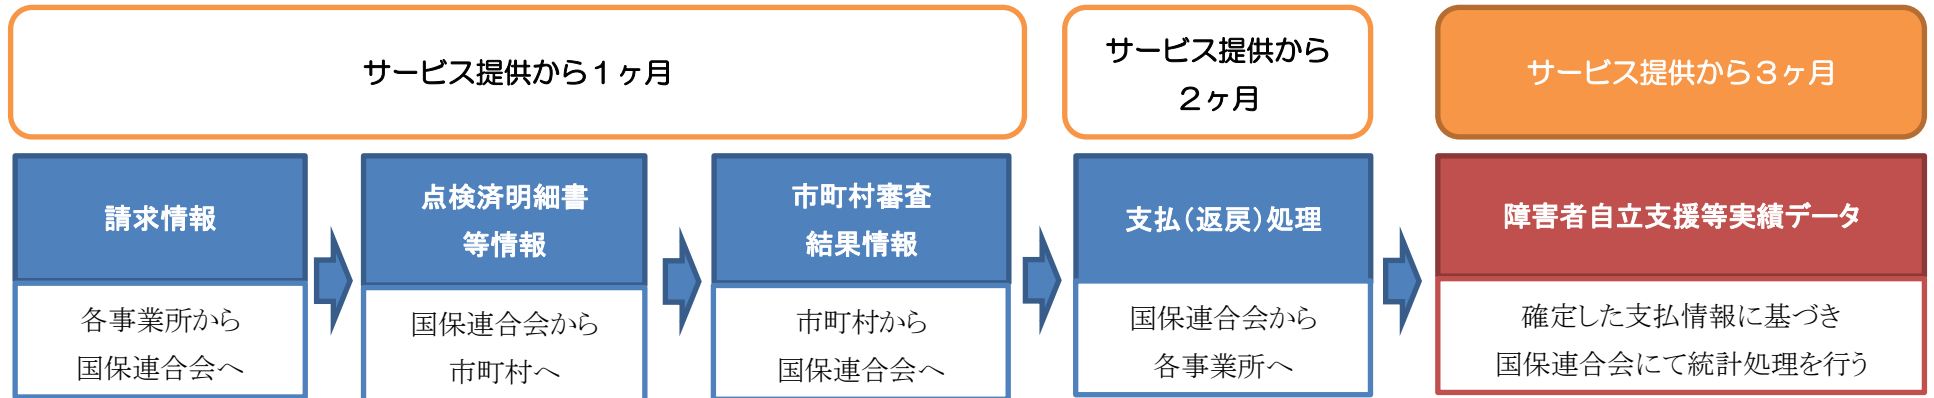 サービス提供から１ヶ月
サービス提供から
２ヶ月
サービス提供から３ヶ月
請求情報
各事業所から
国保連合会へ
点検済明細書
等情報
国保連合会から
市町村へ
市町村審査
結果情報
市町村から
国保連合会へ
支払（返戻）処理
国保連合会から
各事業所へ
障害者自立支援等実績データ
確定した支払情報に基づき
国保連合会にて統計処理を行う